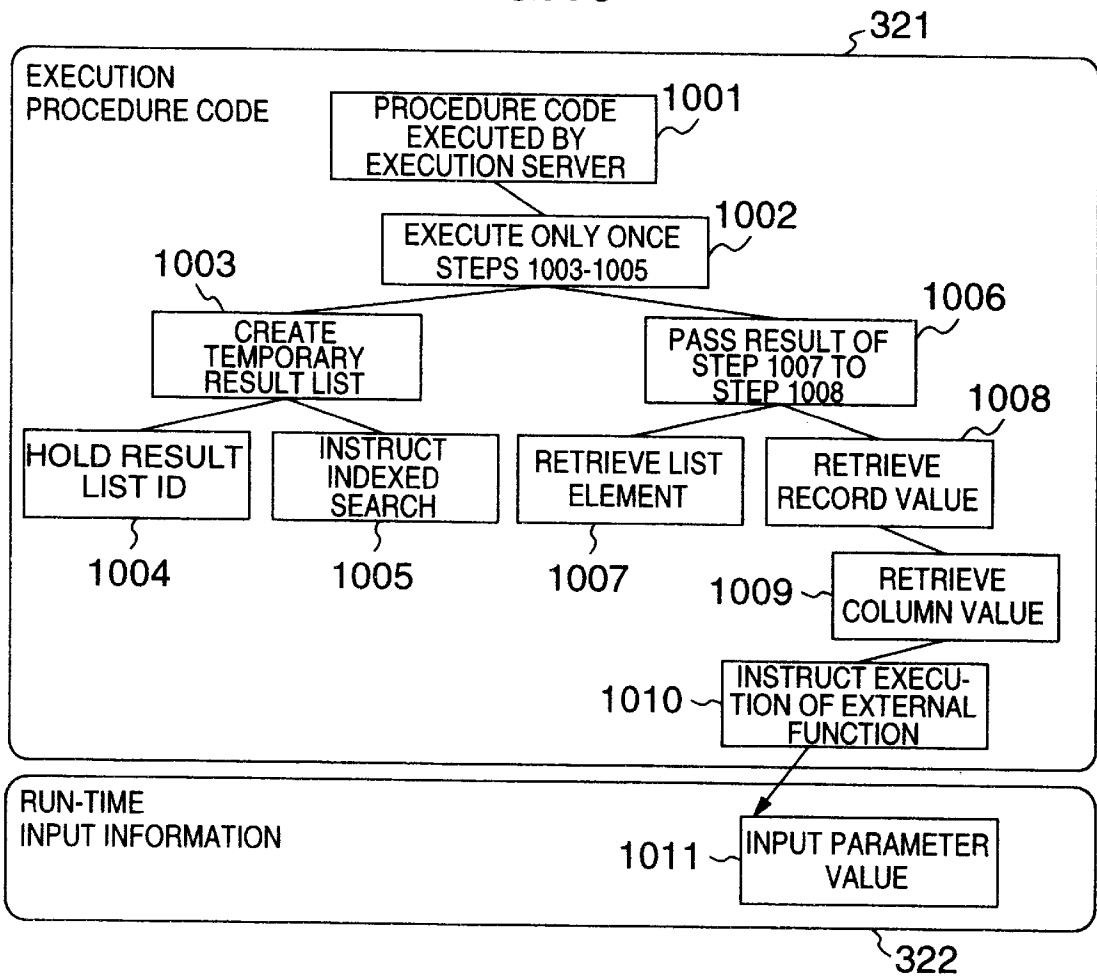 321
EXECUTION
PROCEDURE CODE
PROCEDURE CODE
EXECUTED BY
EXECUTION SERVER
1001
EXECUTE ONLY ONCE
STEPS 1003-1005
1002
1003
CREATE
TEMPORARY
RESULT LIST
PASS RESULT OF
STEP 1007 TO
STEP 1008
1006
HOLD RESULT
LIST ID
1004
INSTRUCT
INDEXED
SEARCH
1005
RETRIEVE LIST
ELEMENT
1007
RETRIEVE
RECORD VALUE
1008
1009
RETRIEVE
COLUMN VALUE
1010
INSTRUCT EXECU-
TION OF EXTERNAL
FUNCTION
RUN-TIME
INPUT INFORMATION
1011
INPUT PARAMETER
VALUE
322